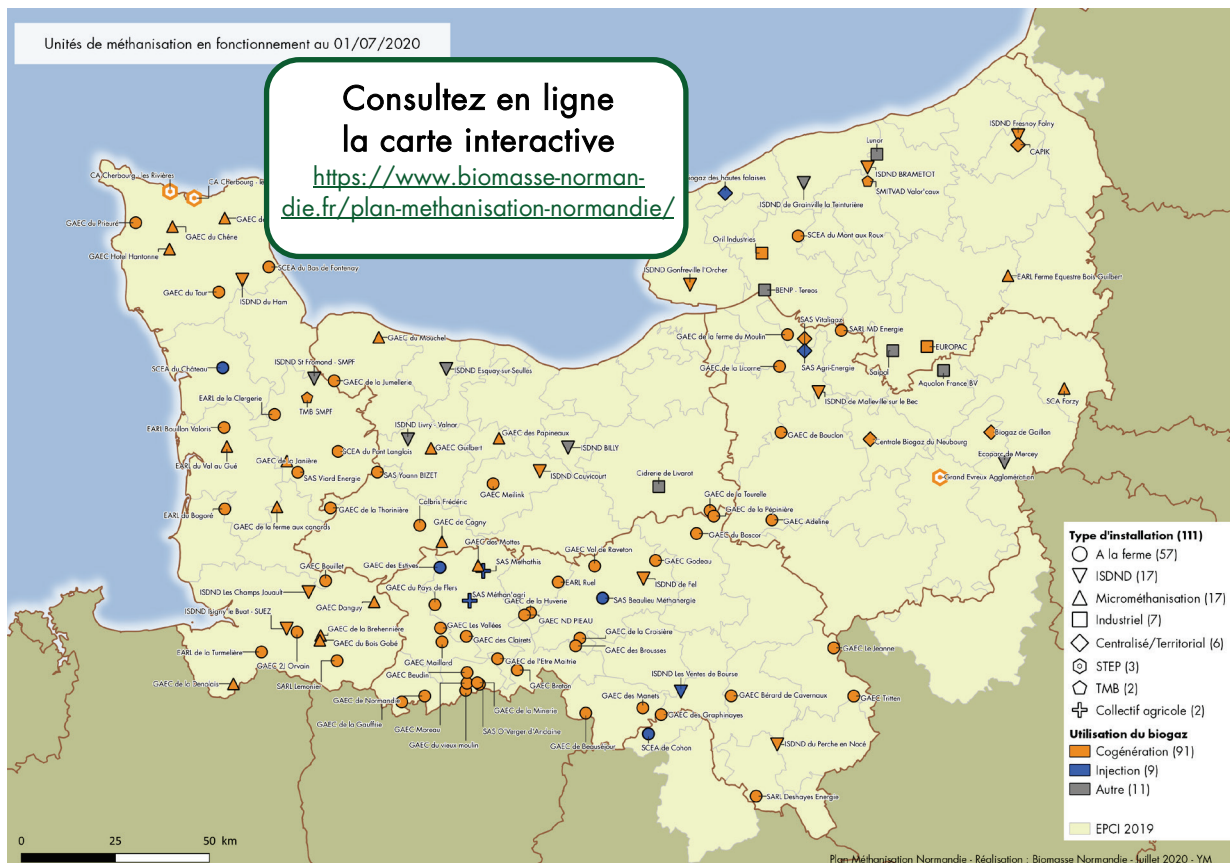 Unités de méthanisation en fonctionnement au 01/07/2020
Consultez en ligne
la carte interactive
https://www.biomasse-norman-
die.fr/plan-methanisation-normandie/
ISDND Fresnoy Folny
CAPIK
Lunor
ISDND BRAMETOT
SMITVAD Valor'caux
ogaz des hautes falaises
ISDND de Grainville la Teinturière
CA Cherbourg - les Rivières
CA Cherbourg - le
GAEC du Prieuré
GAEC du Chêne
GAEC de
GAEC Hotel Hantonne
SCEA du Mont aux Roux
Oril Industries
ISDND Gonfreville l'Orcher
BENP - Tereos
EARL Ferme Equestre Bois Guilbert
SCEA du Bas de Fontenay
GAEC du Tour
ISDND du Ham
GAEC du Mouchel
SAS Vitaligaz
GAEC de la ferme du Moulin
SARL MD Energie
EUROPAC
Saipol
Aqualon France BV
SAS Agri-Energie
GAEC de la Licorne
SCEA du Château
ISDND St Fromond - SMPF
GAEC de la Jumellerie
ISDND Esquay-sur-Seulles
TMB SMPF
EARL de la Clergerie
ISDND de Malleville sur le Bec
SCA Forzy
EARL Bouillon Valoris
ISDND Livry - Valnor
GAEC des Papineaux
GAEC Guilbert
ISDND BILLY
GAEC de Bouclon
Centrale Biogaz du Neubourg
Biogaz de Gaillon
EARL du Val au Gué
GAEC de la Janière
SCEA du Pont Langlois
SAS Viard Energie
SAS Yoann BIZET
ISDND Cauvicourt
GAEC Meilink
Cidrerie de Livarot
Ecoparc de Mercey
Grand Evreux Agglomération
EARL du Bogoré
GAEC de la ferme aux canards
GAEC de la Thorinière
Calbris Frédéric
GAEC de Cagny
GAEC de la Tourelle
GAEC de la Pépinière
GAEC du Boscor
GAEC Adeline
GAEC des Mottes
SAS Méthathis
GAEC des Estives
GAEC Val de Raveton
GAEC Godeau
EARL Ruel
ISDND de Fel
GAEC Bouillet
ISDND Les Champs Jouault
GAEC du Pays de Flers
SAS Méthan'agri
GAEC de la Huverie
GAEC ND PIEAU
SAS Beaulieu Méthanergie
GAEC Danguy
ISDND Isigny le Buat - SUEZ
GAEC de la Brehennière
GAEC du Bois Gobé
GAEC Les Vallées
GAEC des Clairets
GAEC de la Croisière
GAEC des Brousses
EARL de la Turmelière
GAEC 2J Orvain
SARL Lemonier
GAEC Maillard
GAEC Beudin
GAEC de l'Etre Maitrie
GAEC Breton
GAEC Le Jeanne
GAEC de la Denolais
GAEC de Normandie
GAEC de la Gauffrie
GAEC Moreau
GAEC du vieux moulin
GAEC de la Minerie
SAS O'Verger d'Anciane
GAEC de Beauséjour
ISDND Les Ventes de Bourse
GAEC des Manets
GAEC des Graphinayes
GAEC Bérard de Cavernaux
GAEC Tritten
SCEA de Cohon
ISDND du Perche en Nocé
SARL Deshayes Energie
Type d'installation (111)
A la ferme (57)
ISDND (17)
Microméthanisation (17)
Industriel (7)
Centralisé/Territorial (6)
STEP (3)
TMB (2)
Collectif agricole (2)
Utilisation du biogaz
Cogénération (91)
Injection (9)
Autre (11)
EPCI 2019
0 25 50 km
Plan Méthanisation Normandie - Réalisation : Biomasse Normandie - Juillet 2020 - YM